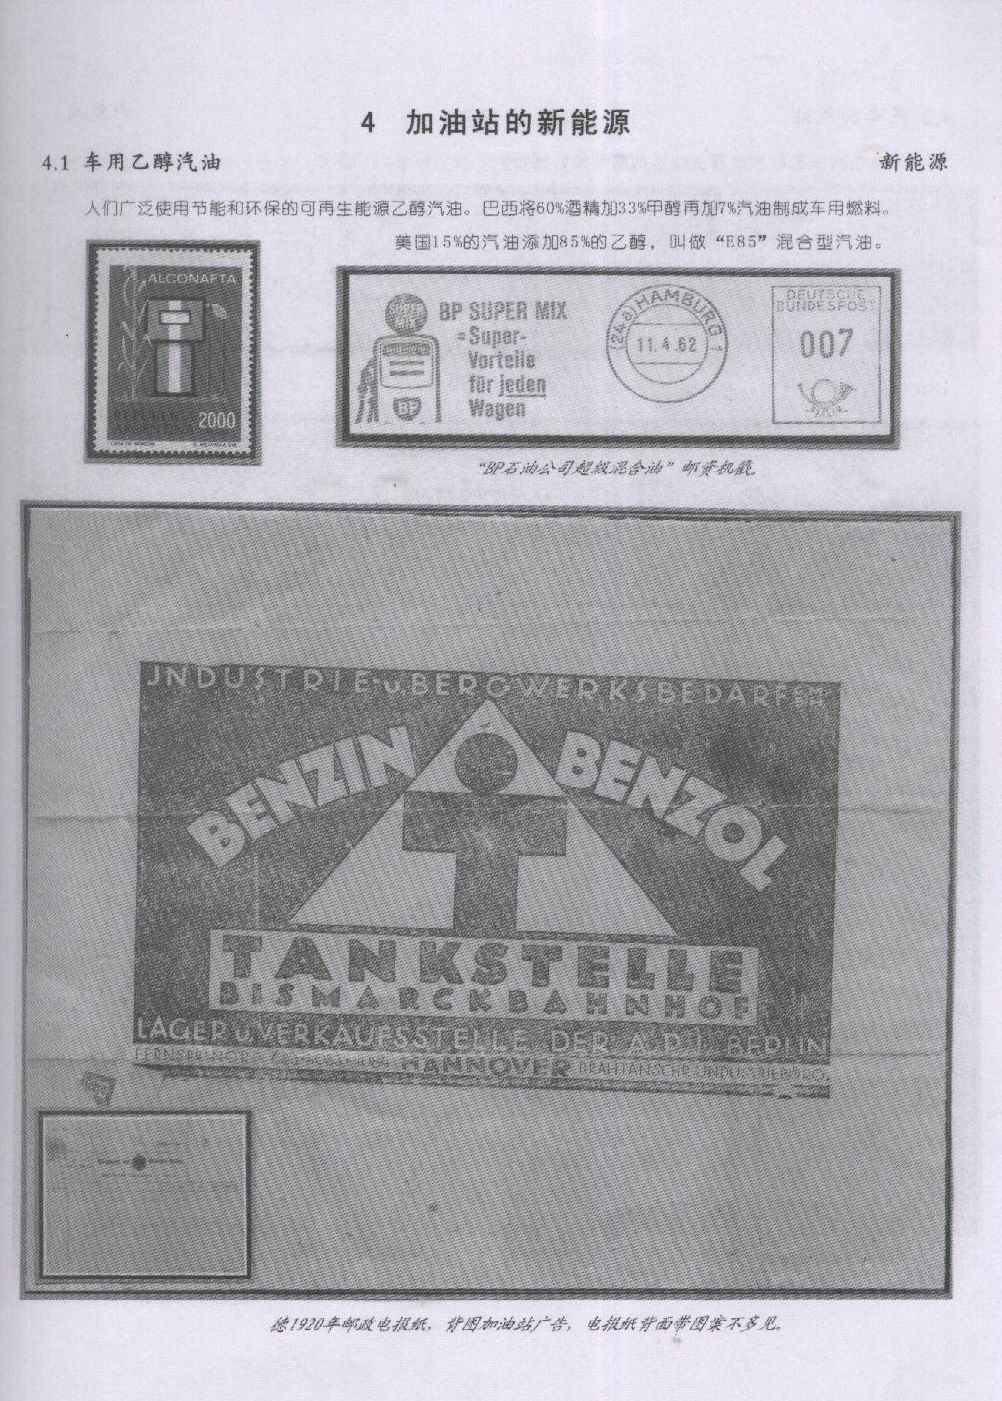 4 加油站的新能源
4.1 车用乙醇汽油
新能源
人们广泛使用节能和环保的可再生能源乙醇汽油。巴西将60%酒精加33%甲醇再加7%汽油制成车用燃料。
美国15%的汽油添加85%的乙醇，叫做“E85”混合型汽油。
ALCONAFTA
2000
SUPER
MIX
BP
BP SUPER MIX
=Super-
Vorteile
für jeden
Wagen
(24a) HAMBURG 1
11.4.62
DEUTSCHE
BUNDESPOST
007
“BP石油公司超级混合油”邮资机戳。
JNDUSTRIE-u.BERGWERKSBEDARF
BENZIN
BENZOL
TANKSTELLE
BISMARCKBAHNHOF
LAGER u VERKAUFSSTELLE DER A.P.J. BERLIN
HANNOVER
德1920年邮政电报纸，背图加油站广告，电报纸背面带图案不多见。